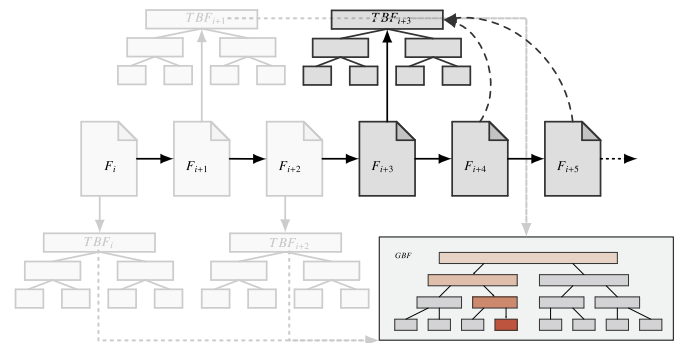 TBF_{i+1} TBF_{i+3}
F_i F_{i+1} F_{i+2} F_{i+3} F_{i+4} F_{i+5}
TBF_i TBF_{i+2}
GBF